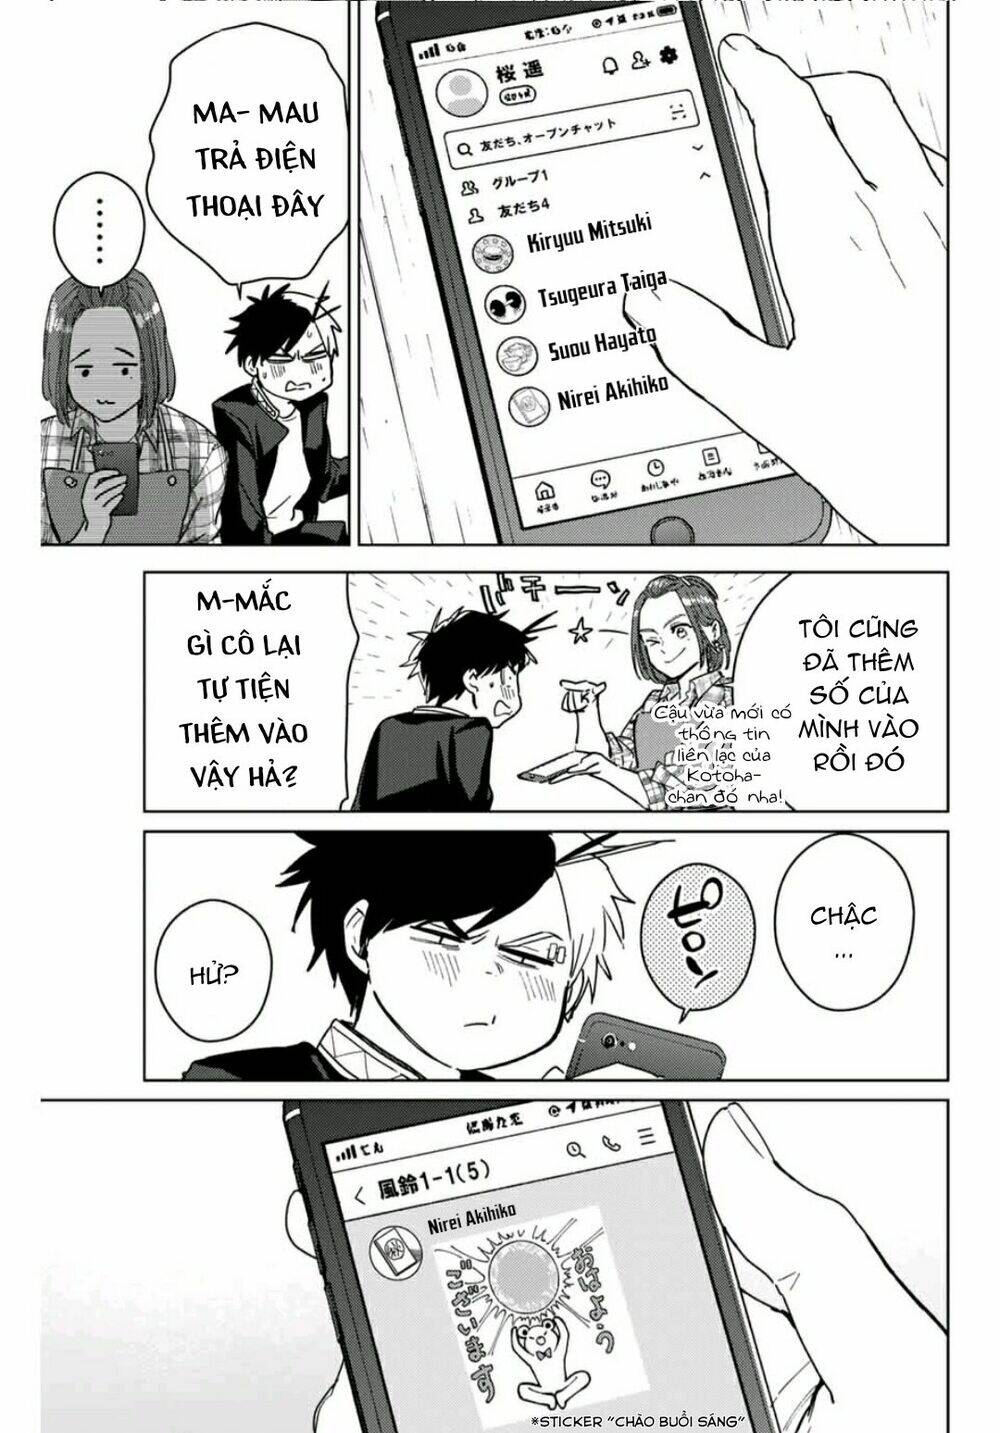 桜 遥
友だち、オープンチャット
グループ1
友だち4
Kiryuu Mitsuki
Tsugeura Taiga
Suou Hayato
Nirei Akihiko
MA- MAU
TRẢ ĐIỆN
THOẠI ĐÂY
......
TÔI CŨNG
ĐÃ THÊM
SỐ CỦA
MÌNH VÀO
RỒI ĐÓ
Cậu vừa mới có
thông tin
liên lạc của
Kotoha-
chan đó nha!
M-MẮC
GÌ CÔ LẠI
TỰ TIỆN
THÊM VÀO
VẬY HẢ?
CHẬC
...
HỬ?
風鈴1-1(5)
Nirei Akihiko
おはよう
ございます
*STICKER "CHÀO BUỔI SÁNG"